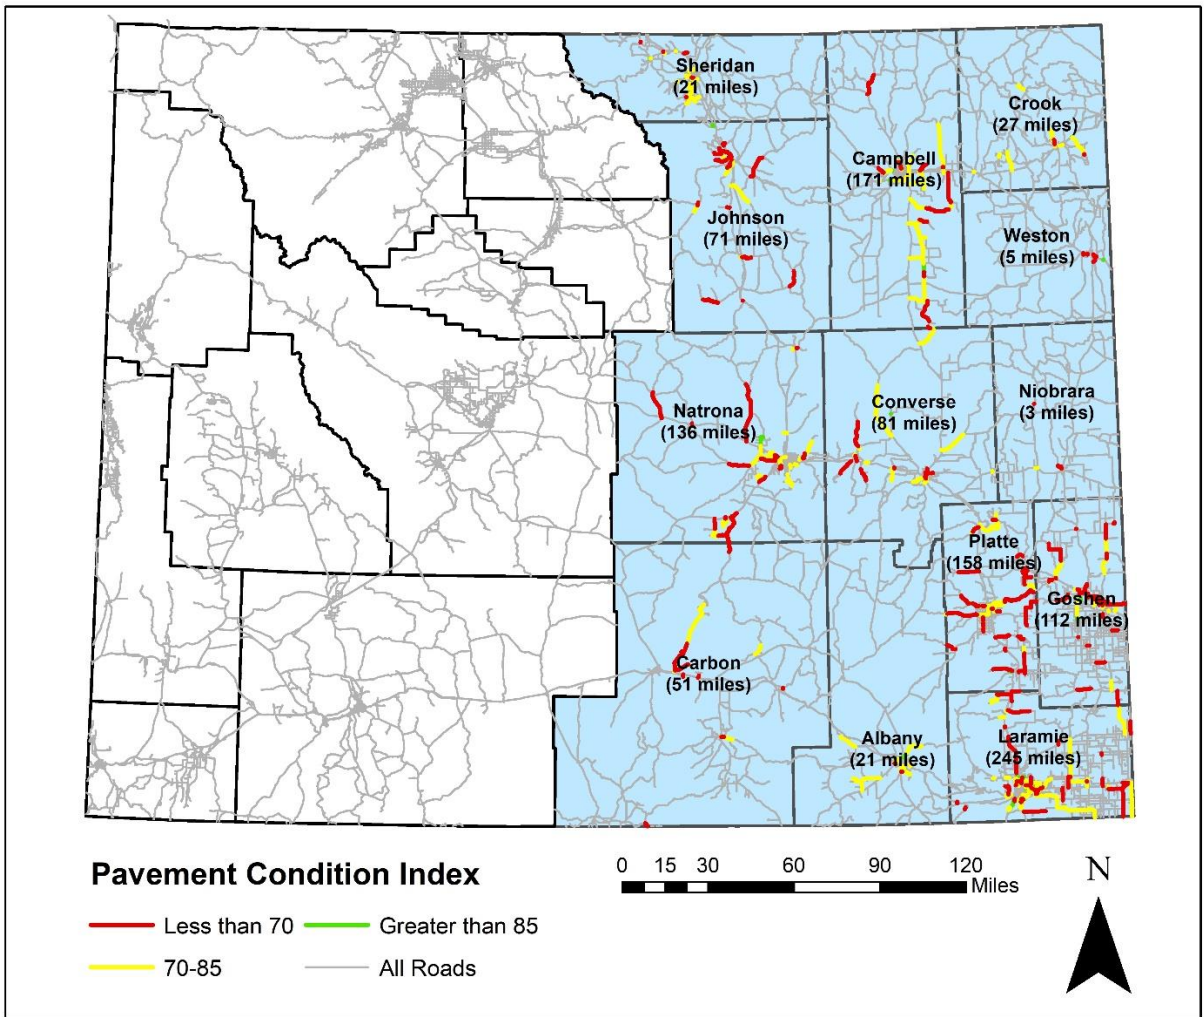 Sheridan
(21 miles)
Crook
(27 miles)
Campbell
(171 miles)
Johnson
(71 miles)
Weston
(5 miles)
Natrona
(136 miles)
Converse
(81 miles)
Niobrara
(3 miles)
Platte
(158 miles)
Goshen
(112 miles)
Carbon
(51 miles)
Albany
(21 miles)
Laramie
(245 miles)
Pavement Condition Index
Less than 70
Greater than 85
70-85
All Roads
0 15 30 60 90 120
Miles
N